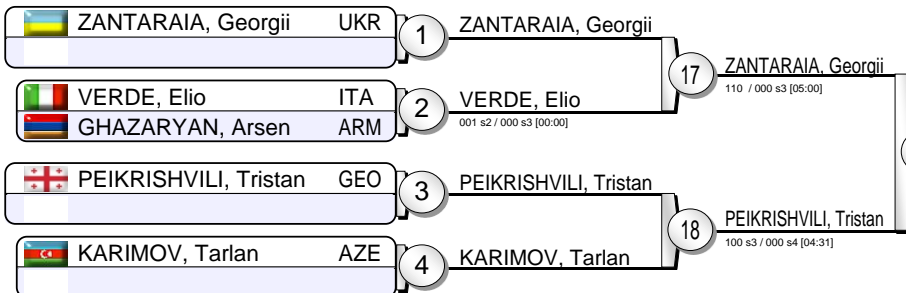 ZANTARAIA, Georgii UKR
1
ZANTARAIA, Georgii
VERDE, Elio ITA
GHAZARYAN, Arsen ARM
2
VERDE, Elio
001 s2 / 000 s3 [00:00]
17
ZANTARAIA, Georgii
110 / 000 s3 [05:00]
PEIKRISHVILI, Tristan GEO
3
PEIKRISHVILI, Tristan
KARIMOV, Tarlan AZE
4
KARIMOV, Tarlan
18
PEIKRISHVILI, Tristan
100 s3 / 000 s4 [04:31]